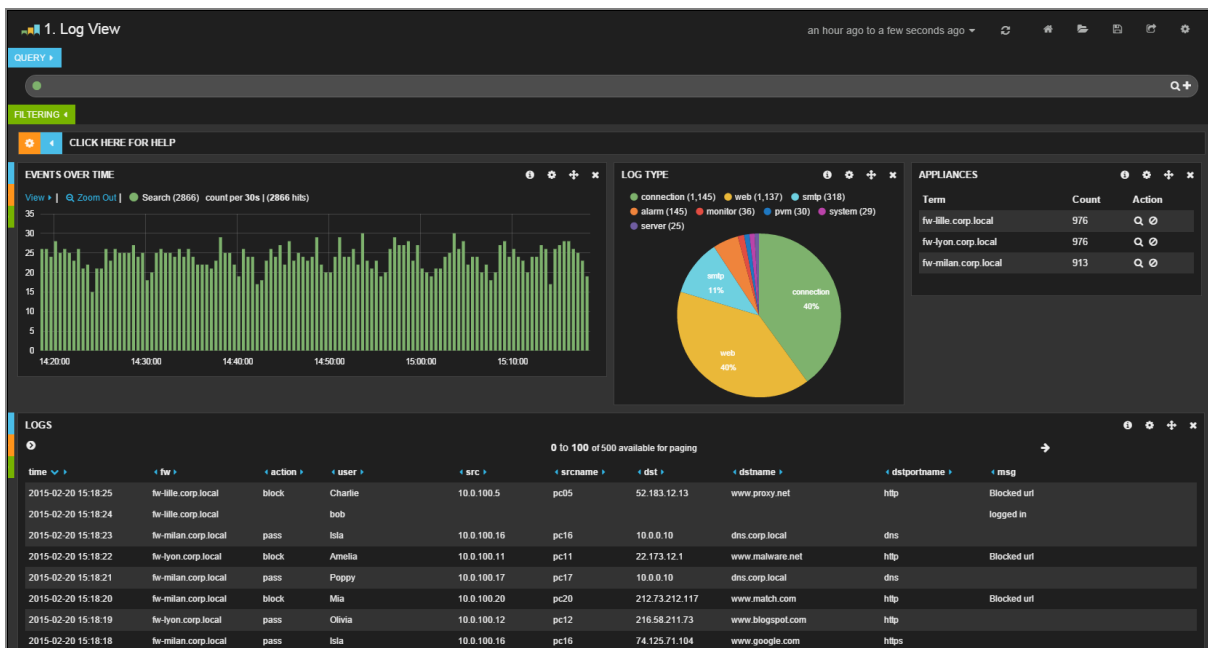 1. Log View
an hour ago to a few seconds ago
QUERY
FILTERING
CLICK HERE FOR HELP
EVENTS OVER TIME
View | Zoom Out | Search (2866) count per 30s | (2866 hits)
35
30
25
20
15
10
5
0
14:20:00 14:30:00 14:40:00 14:50:00 15:00:00 15:10:00
LOG TYPE
connection (1,145) web (1,137) smtp (318)
alarm (145) monitor (36) pvm (30) system (29)
server (25)
smtp
11%
connection
40%
web
40%
APPLIANCES
Term Count Action
fw-lille.corp.local 976
fw-lyon.corp.local 976
fw-milan.corp.local 913
LOGS
0 to 100 of 500 available for paging
time fw action user src srcname dst dstname dstportname msg
2015-02-20 15:18:25 fw-lille.corp.local block Charlie 10.0.100.5 pc05 52.183.12.13 www.proxy.net http Blocked url
2015-02-20 15:18:24 fw-lille.corp.local bob logged in
2015-02-20 15:18:23 fw-milan.corp.local pass Isla 10.0.100.16 pc16 10.0.0.10 dns.corp.local dns
2015-02-20 15:18:22 fw-lyon.corp.local block Amelia 10.0.100.11 pc11 22.173.12.1 www.malware.net http Blocked url
2015-02-20 15:18:21 fw-milan.corp.local pass Poppy 10.0.100.17 pc17 10.0.0.10 dns.corp.local dns
2015-02-20 15:18:20 fw-milan.corp.local block Mia 10.0.100.20 pc20 212.73.212.117 www.match.com http Blocked url
2015-02-20 15:18:19 fw-lyon.corp.local pass Olivia 10.0.100.12 pc12 216.58.211.73 www.blogspot.com http
2015-02-20 15:18:18 fw-milan.corp.local pass Isla 10.0.100.16 pc16 74.125.71.104 www.google.com https